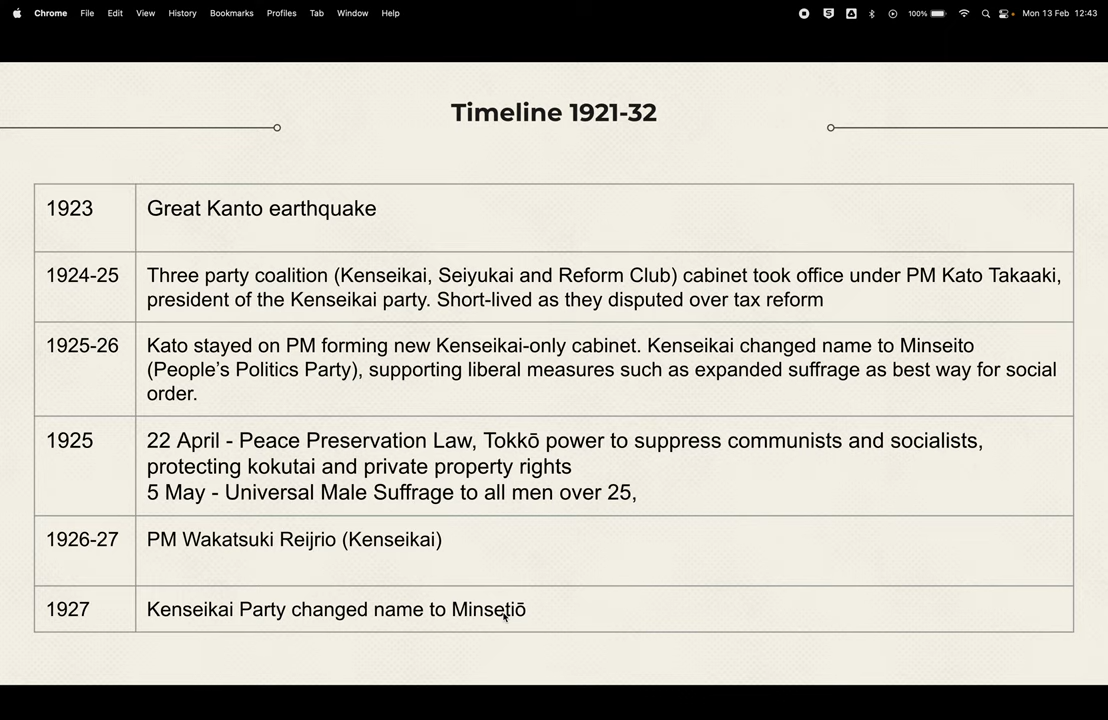 Chrome File Edit View History Bookmarks Profiles Tab Window Help 100% Mon 13 Feb 12:43
Timeline 1921-32
1923 Great Kanto earthquake
1924-25 Three party coalition (Kenseikai, Seiyukai and Reform Club) cabinet took office under PM Kato Takaaki,
president of the Kenseikai party. Short-lived as they disputed over tax reform
1925-26 Kato stayed on PM forming new Kenseikai-only cabinet. Kenseikai changed name to Minseito
(People’s Politics Party), supporting liberal measures such as expanded suffrage as best way for social
order.
1925 22 April - Peace Preservation Law, Tokkō power to suppress communists and socialists,
protecting kokutai and private property rights
5 May - Universal Male Suffrage to all men over 25,
1926-27 PM Wakatsuki Reijrio (Kenseikai)
1927 Kenseikai Party changed name to Minsetiō